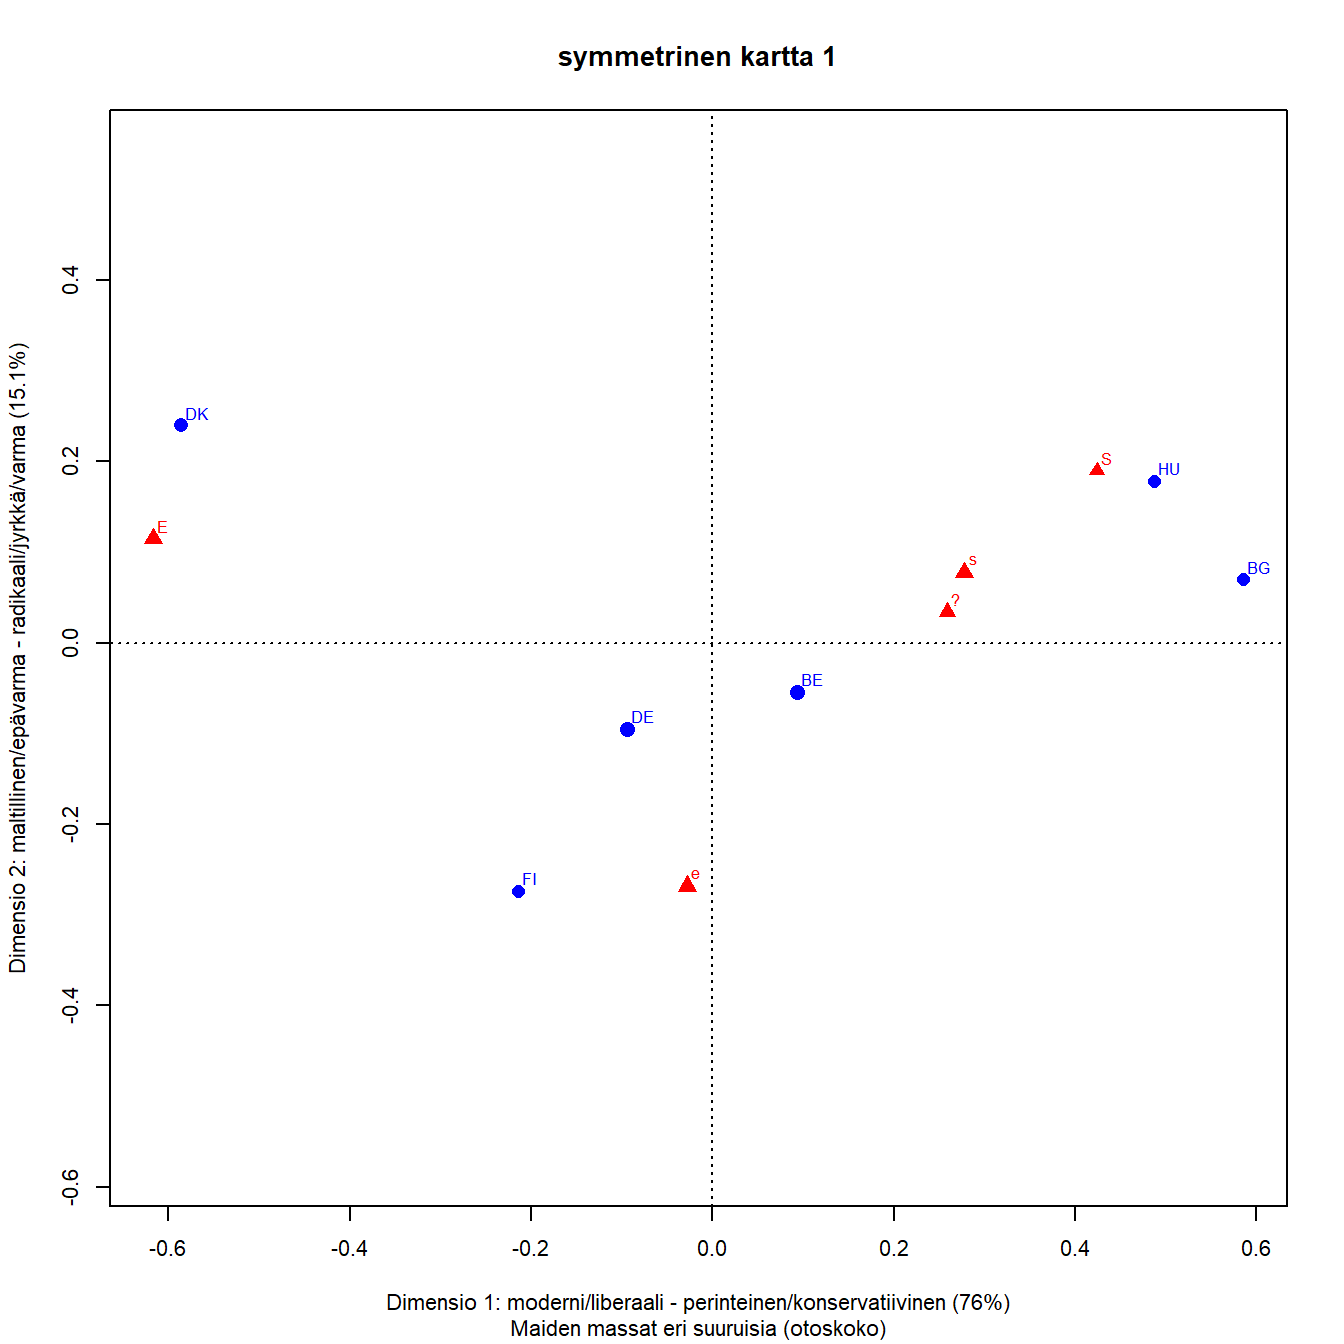 symmetrinen kartta 1
Dimensio 2: maltillinen/epävarma - radikaali/jyrkkä/varma (15.1%)
0.4
0.2
0.0
-0.2
-0.4
-0.6
DK
E
S
HU
s
BG
?
BE
DE
e
FI
-0.6
-0.4
-0.2
0.0
0.2
0.4
0.6
Dimensio 1: moderni/liberaali - perinteinen/konservatiivinen (76%)
Maiden massat eri suuruisia (otoskoko)